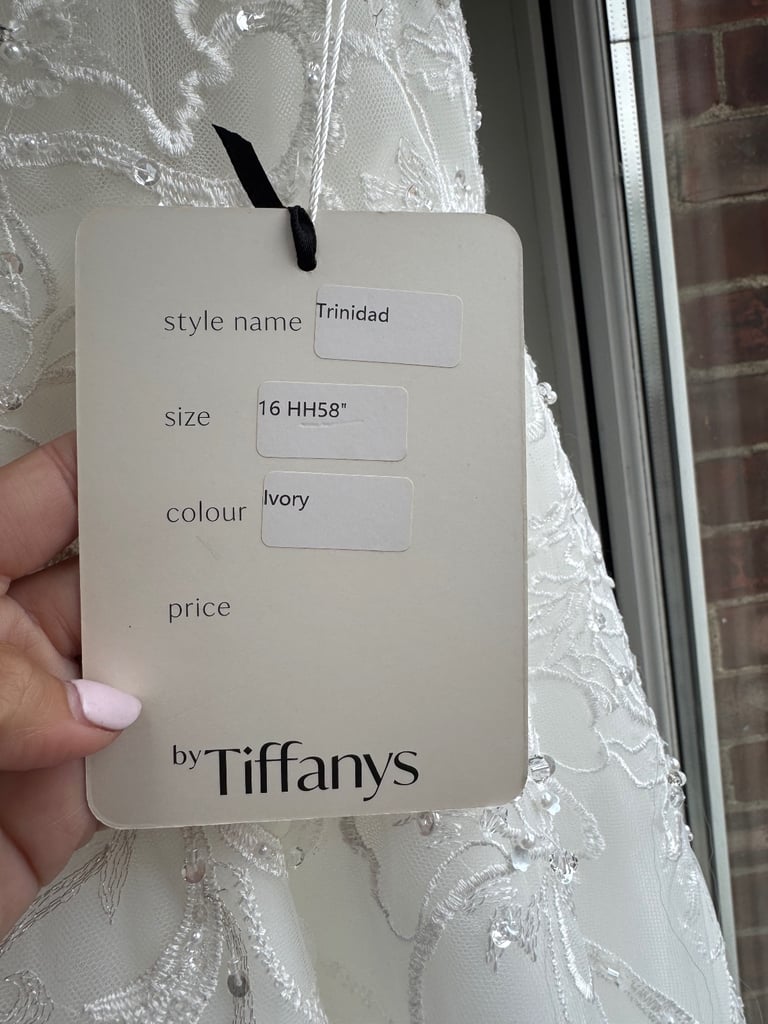 style name Trinidad
size 16 HH58"
colour Ivory
price
by Tiffanys